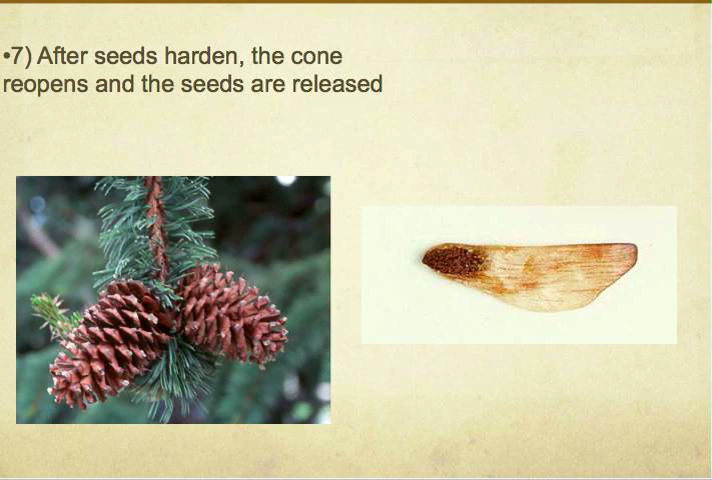 •7) After seeds harden, the cone
reopens and the seeds are released